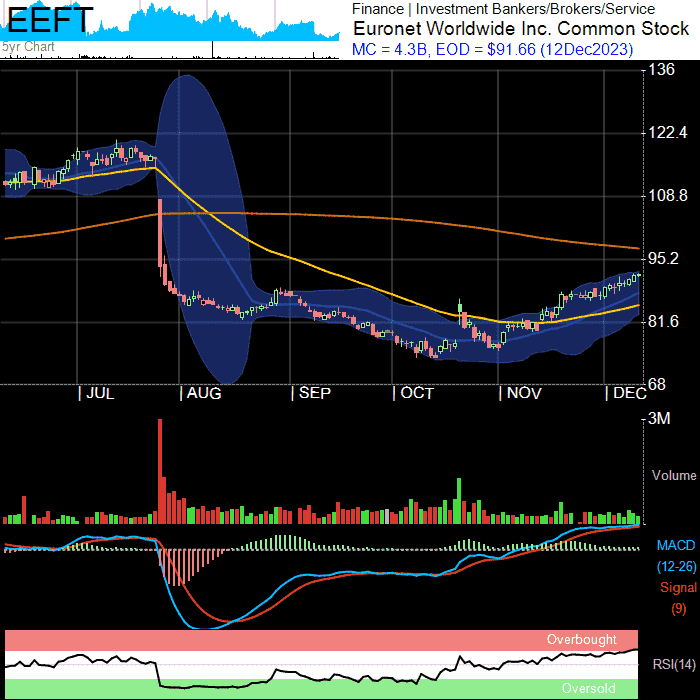 EEFT
5yr Chart
Finance | Investment Bankers/Brokers/Service
Euronet Worldwide Inc. Common Stock
MC = 4.3B, EOD = $91.66 (12Dec2023)
136
122.4
108.8
95.2
81.6
68
JUL
AUG
SEP
OCT
NOV
DEC
3M
Volume
MACD
(12-26)
Signal
(9)
Overbought
RSI(14)
Oversold